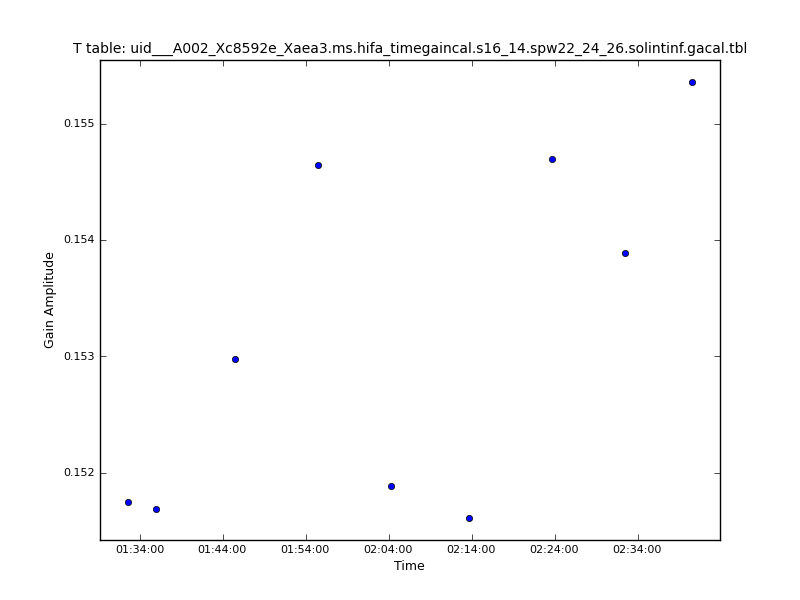 T table: uid___A002_Xc8592e_Xaea3.ms.hifa_timegaincal.s16_14.spw22_24_26.solintinf.gacal.tbl
0.155
0.154
0.153
0.152
Gain Amplitude
01:34:00 01:44:00 01:54:00 02:04:00 02:14:00 02:24:00 02:34:00
Time